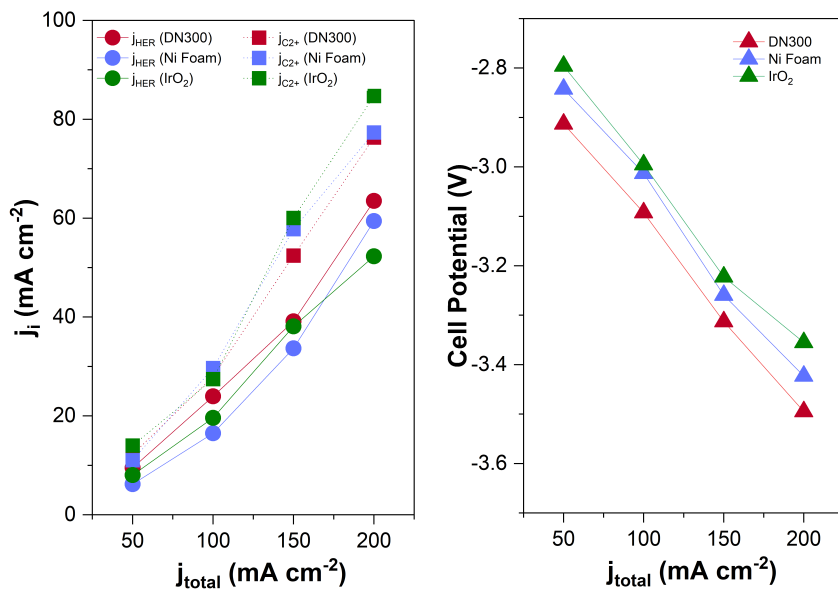 100
80
60
40
20
0
j_i (mA cm⁻²)
j_HER (DN300)
j_HER (Ni Foam)
j_HER (IrO₂)
j_C2+ (DN300)
j_C2+ (Ni Foam)
j_C2+ (IrO₂)
50 100 150 200
j_total (mA cm⁻²)
-2.8
-3.0
-3.2
-3.4
-3.6
Cell Potential (V)
DN300
Ni Foam
IrO₂
50 100 150 200
j_total (mA cm⁻²)